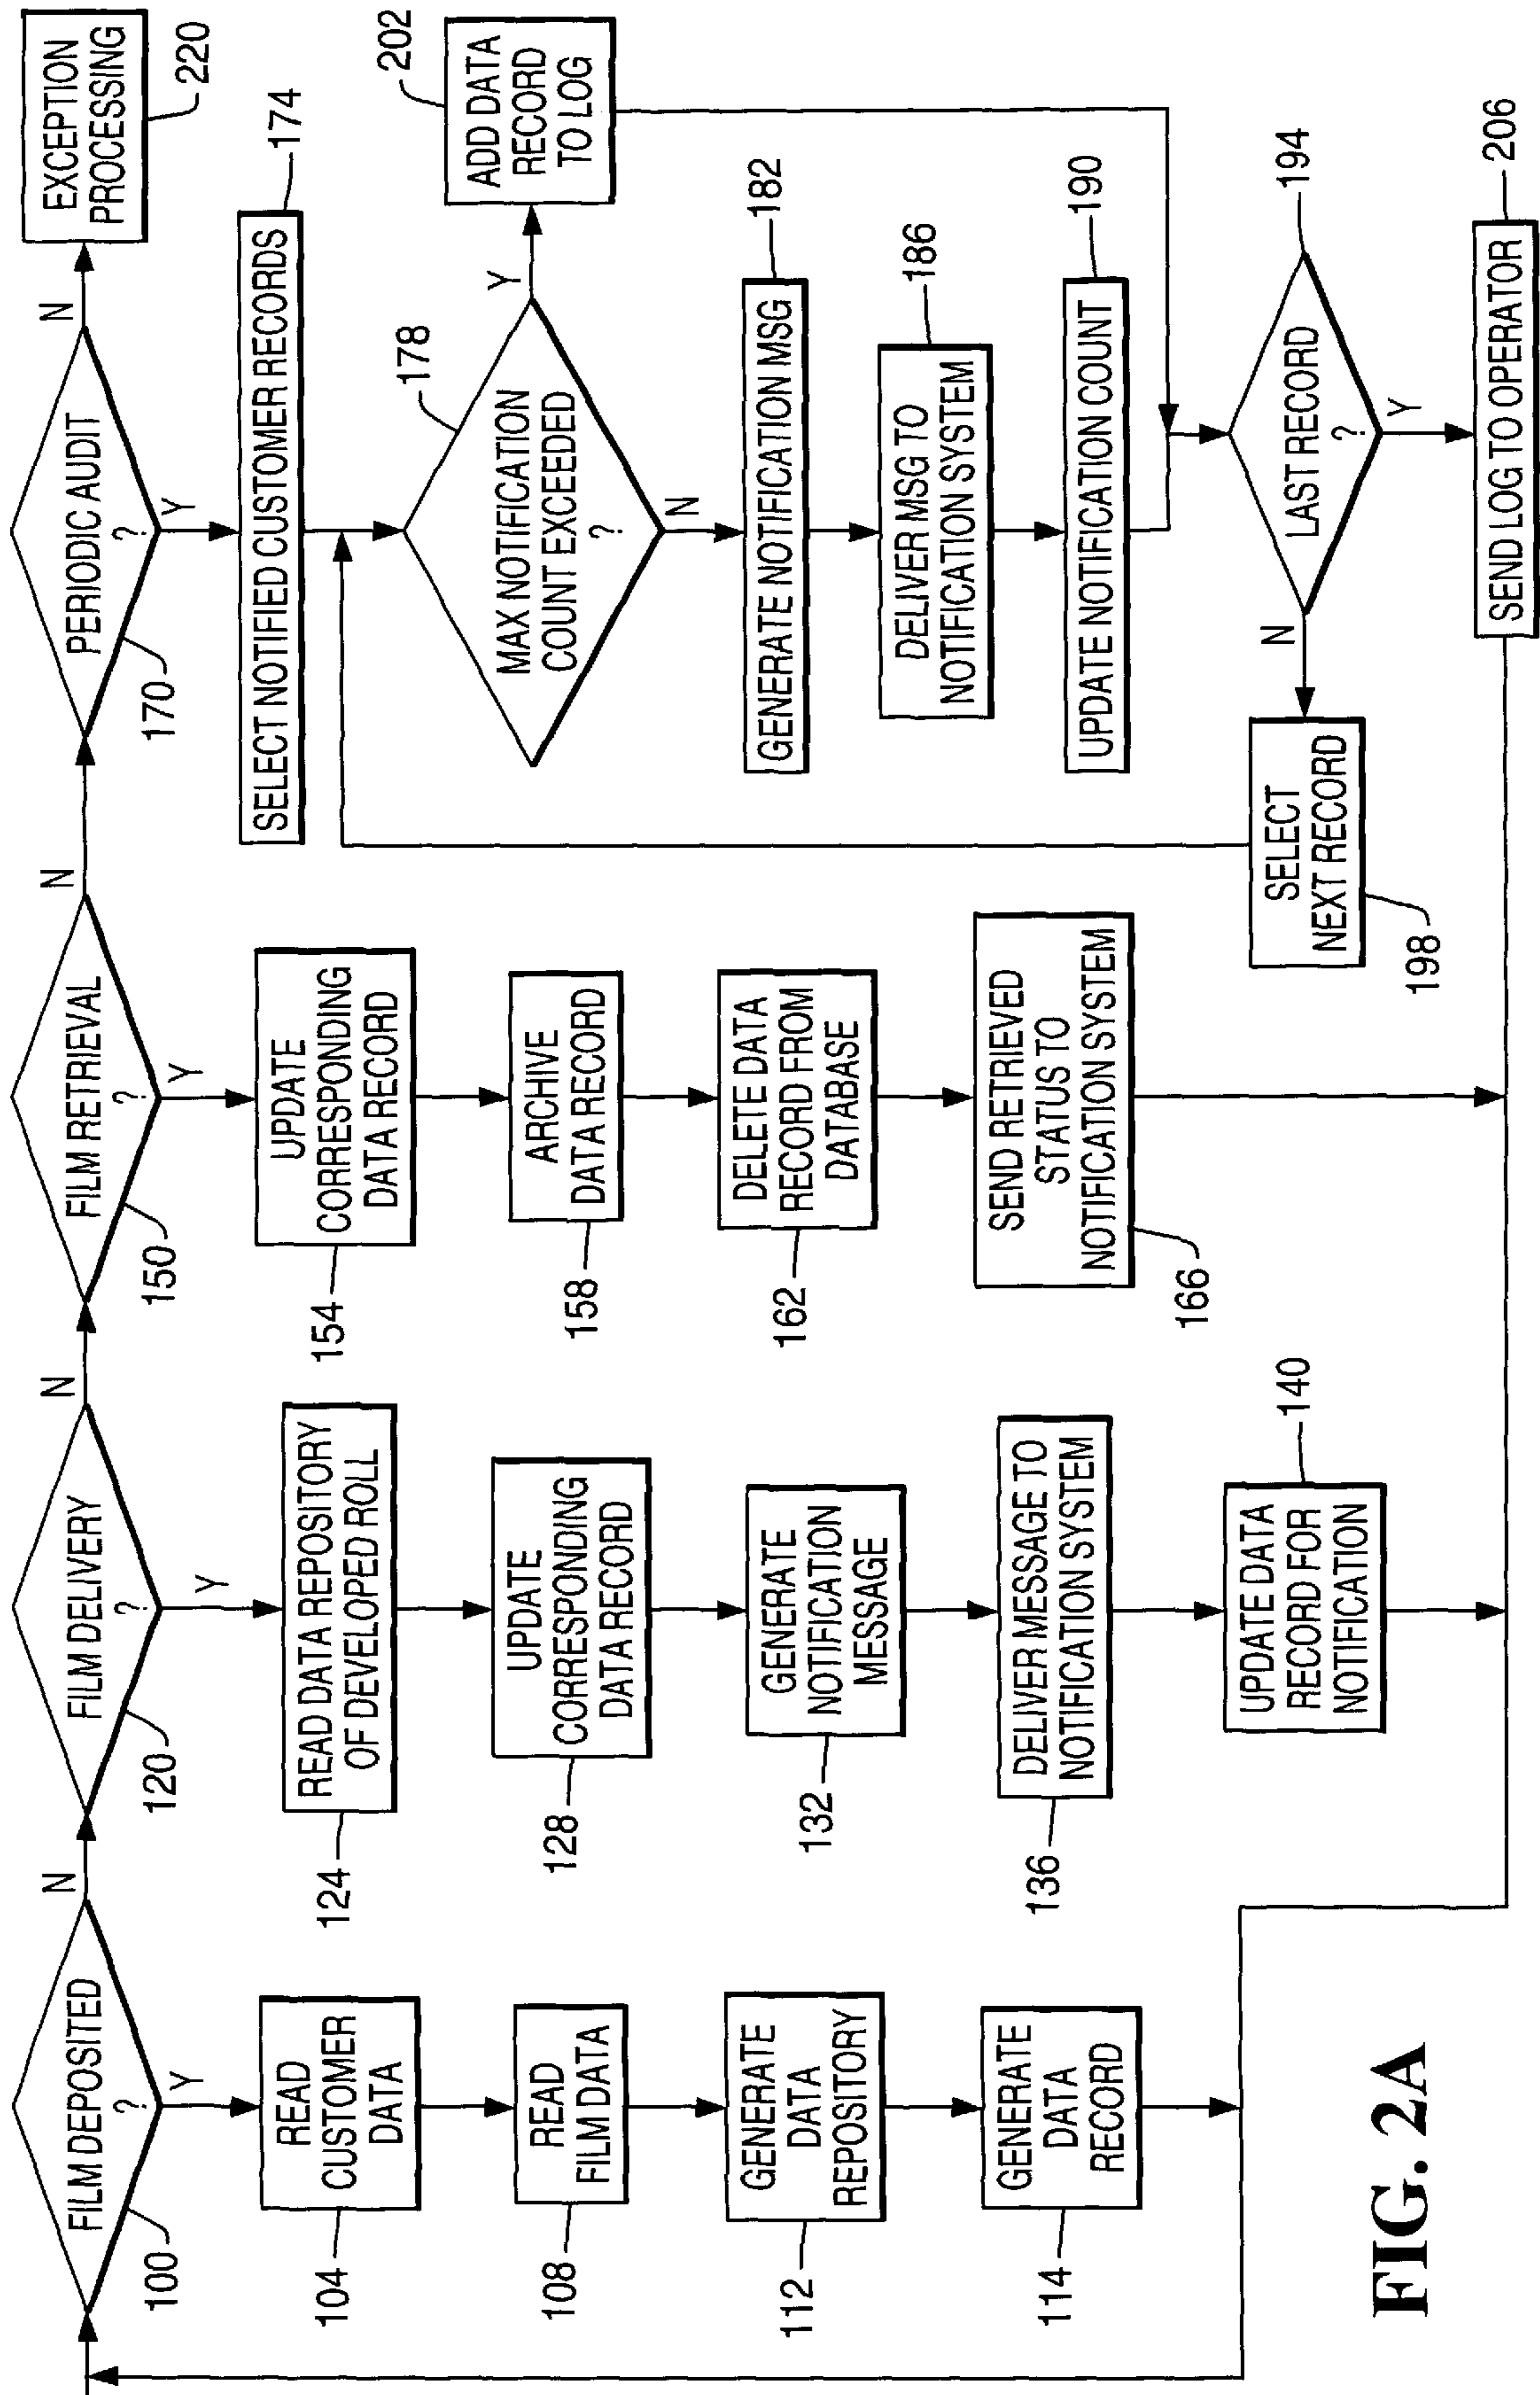 FILM DEPOSITED
?
N
Y
100
READ
CUSTOMER
DATA
104
READ
FILM DATA
108
GENERATE
DATA
REPOSITORY
112
GENERATE
DATA
RECORD
114
FILM DELIVERY
?
N
Y
120
READ DATA REPOSITORY
OF DEVELOPED ROLL
124
UPDATE
CORRESPONDING
DATA RECORD
128
GENERATE
NOTIFICATION
MESSAGE
132
DELIVER MESSAGE TO
NOTIFICATION SYSTEM
136
UPDATE DATA
RECORD FOR
NOTIFICATION
140
FILM RETRIEVAL
?
N
Y
150
UPDATE
CORRESPONDING
DATA RECORD
154
ARCHIVE
DATA RECORD
158
DELETE DATA
RECORD FROM
DATABASE
162
SEND RETRIEVED
STATUS TO
NOTIFICATION SYSTEM
166
PERIODIC AUDIT
?
N
Y
170
EXCEPTION
PROCESSING
220
SELECT NOTIFIED CUSTOMER RECORDS
174
MAX NOTIFICATION
COUNT EXCEEDED
?
Y
N
178
ADD DATA
RECORD
TO LOG
202
GENERATE NOTIFICATION MSG
182
DELIVER MSG TO
NOTIFICATION SYSTEM
186
UPDATE NOTIFICATION COUNT
190
LAST RECORD
?
N
Y
194
SELECT
NEXT RECORD
198
SEND LOG TO OPERATOR
206
FIG. 2A